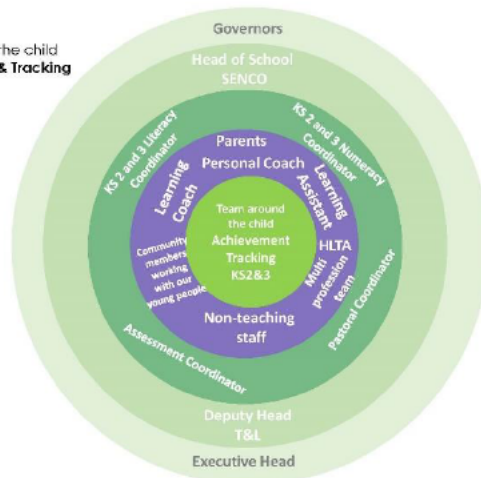 the child
& Tracking
Governors
Head of School
SENCO
KS 2 and 3 Literacy
Coordinator
KS 2 and 3 Numeracy
Coordinator
Parents
Personal Coach
Learning
Coach
Learning
Assistant
Team around
the child
Achievement
Tracking
KS2&3
HLTA
Community
members
working
with our
young people
Multi
profession
team
Non-teaching
staff
Assessment Coordinator
Pastoral Coordinator
Deputy Head
T&L
Executive Head